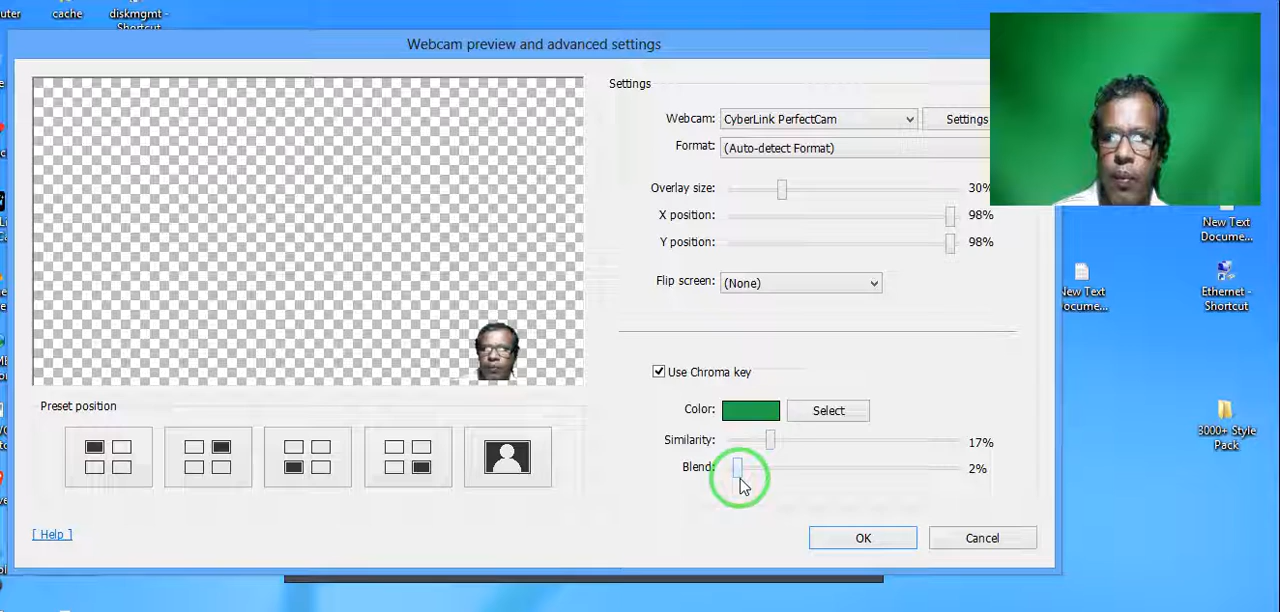 uter
cache
diskmgmt -
Shortcut
Webcam preview and advanced settings
Settings
Webcam: CyberLink PerfectCam Settings
Format: (Auto-detect Format)
Overlay size: 30%
X position: 98%
Y position: 98%
Flip screen: (None)
Use Chroma key
Color: Select
Similarity: 17%
Blend: 2%
Preset position
[ Help ]
OK Cancel
New Text
Docume...
New Text
Docume...
Ethernet -
Shortcut
3000+ Style
Pack